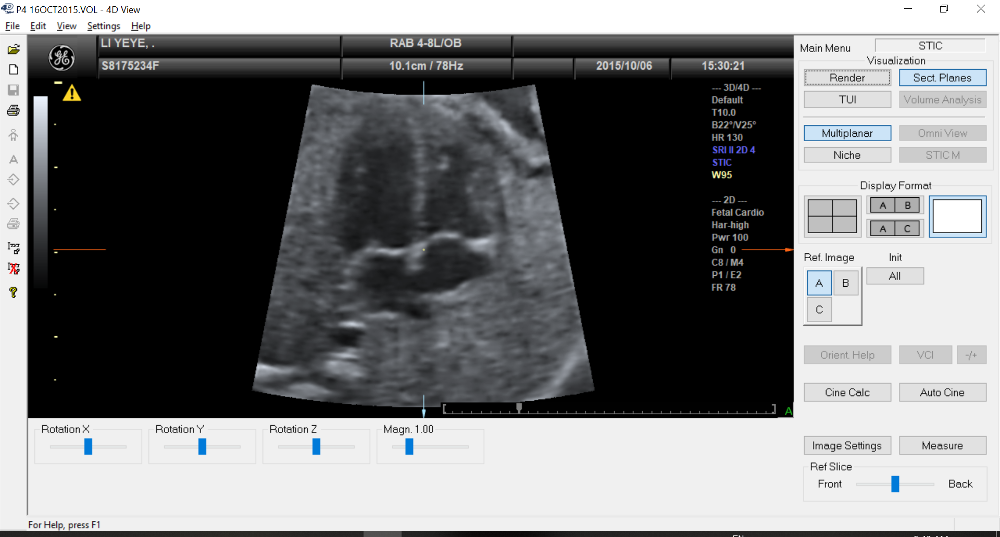 P4 16OCT2015.VOL - 4D View
File Edit View Settings Help
LI YEYE, .
RAB 4-8L/OB
S8175234F
10.1cm / 78Hz
2015/10/06
15:30:21
--- 3D/4D ---
Default
T10.0
B22°/V25°
HR 130
SRI II 2D 4
STIC
W95
--- 2D ---
Fetal Cardio
Har-high
Pwr 100
Gn 0
C8 / M4
P1 / E2
FR 78
A
Main Menu
STIC
Visualization
Render
Sect. Planes
TUI
Volume Analysis
Multiplanar
Omni View
Niche
STIC M
Display Format
A B
A C
Ref. Image
Init
A B
C
All
Orient. Help
VCI
-/+
Cine Calc
Auto Cine
Image Settings
Measure
Ref Slice
Front
Back
Rotation X
Rotation Y
Rotation Z
Magn. 1.00
For Help, press F1